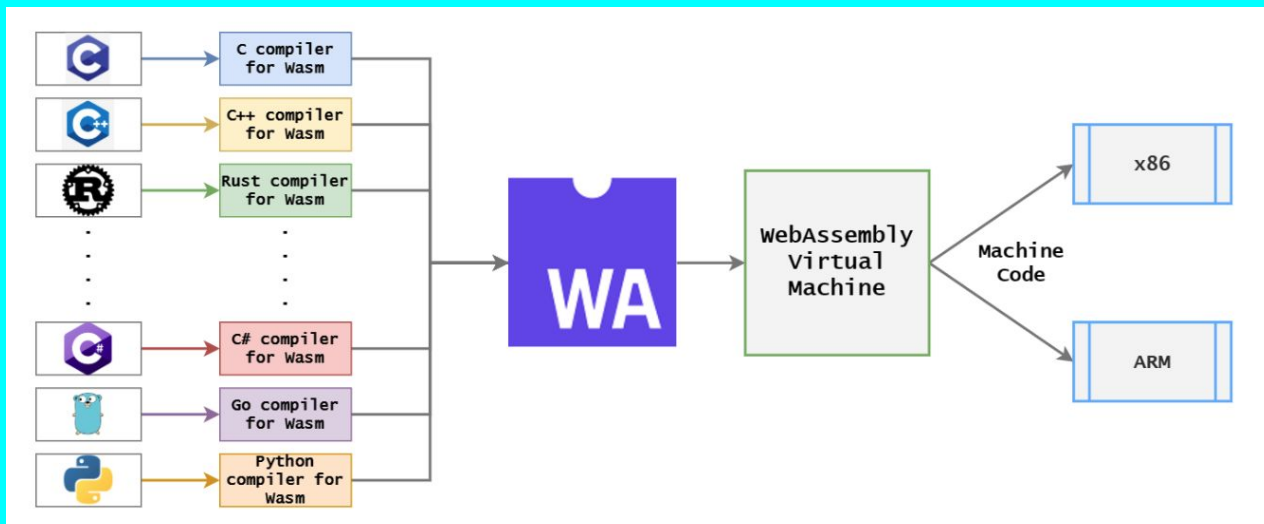 C
C compiler
for Wasm
C++
C++ compiler
for Wasm
R
Rust compiler
for Wasm
C#
C# compiler
for Wasm
Go compiler
for Wasm
Python
compiler for
Wasm
WA
WebAssembly
Virtual
Machine
Machine
Code
x86
ARM